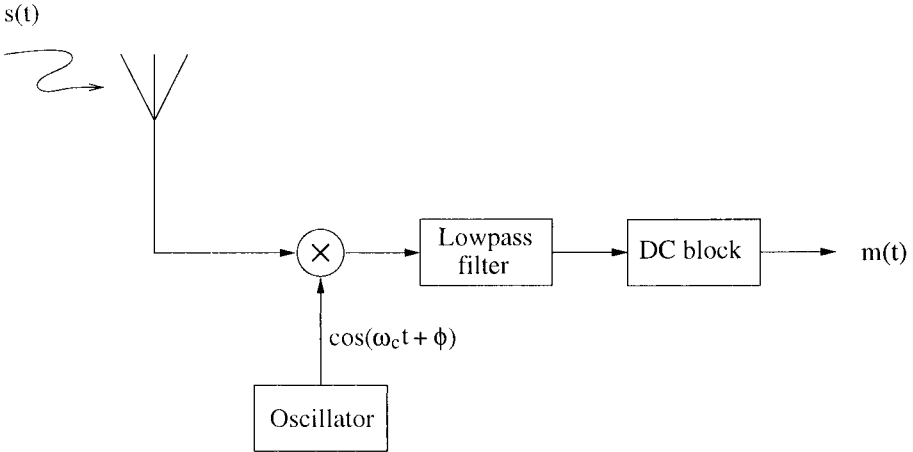 s(t)
×
Lowpass
filter
DC block
m(t)
cos(ω_c t + φ)
Oscillator